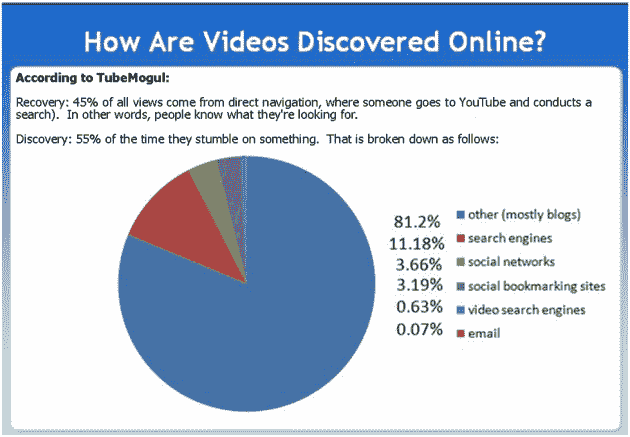 How Are Videos Discovered Online?
According to TubeMogul:
Recovery: 45% of all views come from direct navigation, where someone goes to YouTube and conducts a
search).  In other words, people know what they're looking for.
Discovery: 55% of the time they stumble on something.  That is broken down as follows:
81.2% other (mostly blogs)
11.18% search engines
3.66% social networks
3.19% social bookmarking sites
0.63% video search engines
0.07% email